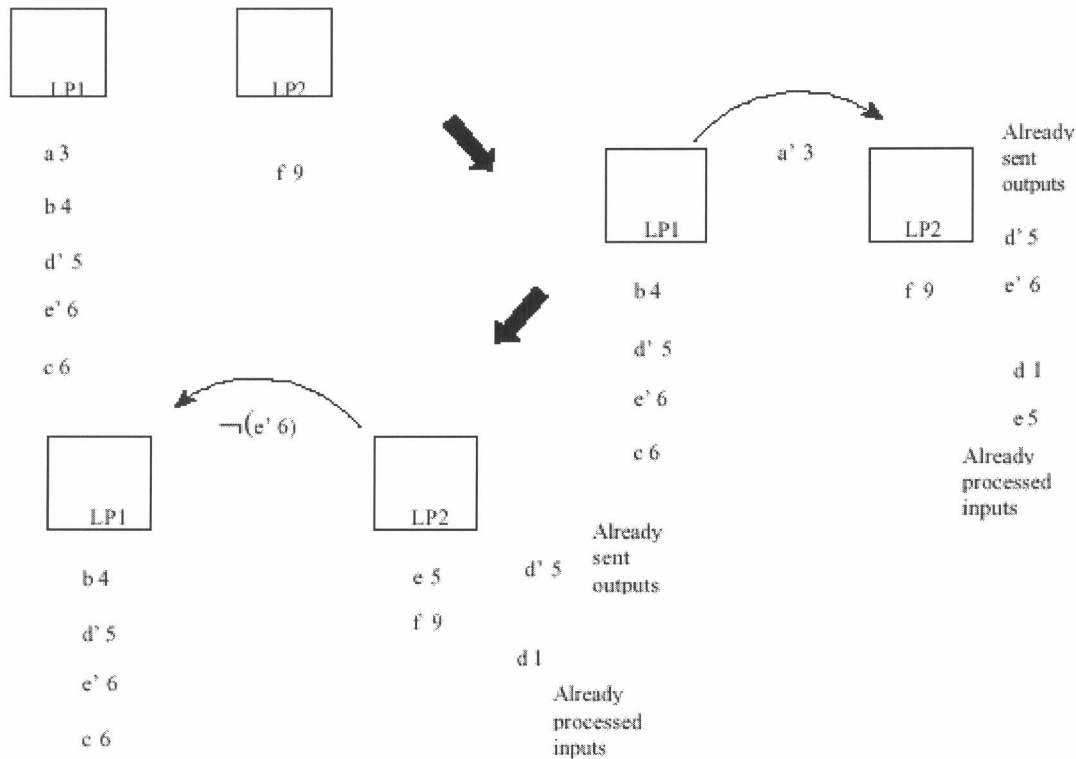 LP1
LP2
a 3
b 4
d' 5
e' 6
c 6
f 9
a' 3
LP1
LP2
b 4
d' 5
e' 6
c 6
f 9
Already
sent
outputs
d' 5
e' 6
d 1
e 5
Already
processed
inputs
¬(e' 6)
LP1
LP2
b 4
d' 5
e' 6
c 6
e 5
f 9
Already
sent
outputs
d' 5
d 1
Already
processed
inputs